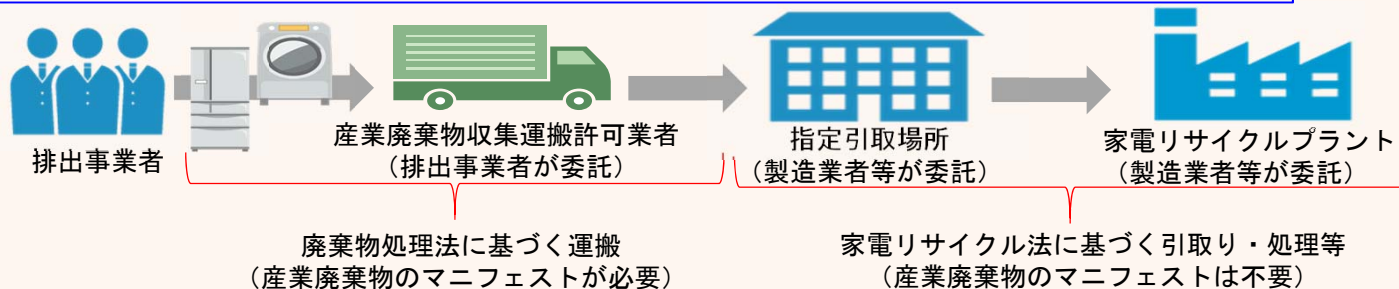 排出事業者
産業廃棄物収集運搬許可業者
（排出事業者が委託）
指定引取場所
（製造業者等が委託）
家電リサイクルプラント
（製造業者等が委託）
廃棄物処理法に基づく運搬
（産業廃棄物のマニフェストが必要）
家電リサイクル法に基づく引取り・処理等
（産業廃棄物のマニフェストは不要）